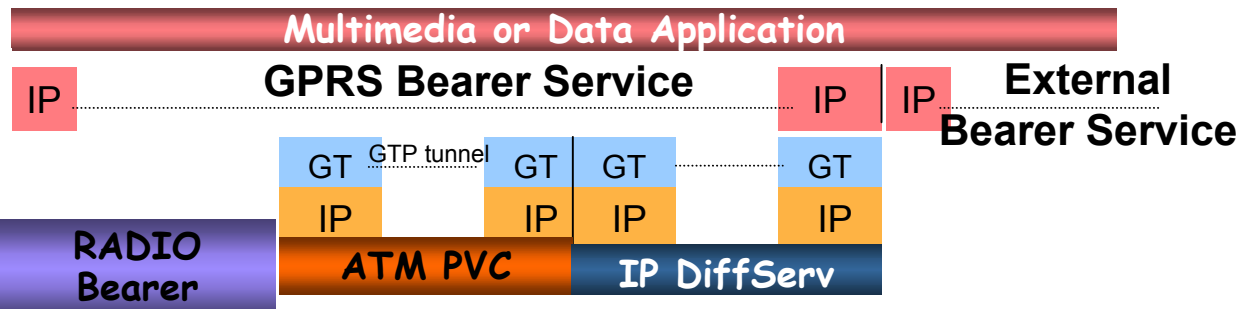 Multimedia or Data Application
IP GPRS Bearer Service IP IP External
Bearer Service
GT GTP tunnel GT GT GT
IP IP IP IP
RADIO
Bearer
ATM PVC
IP DiffServ